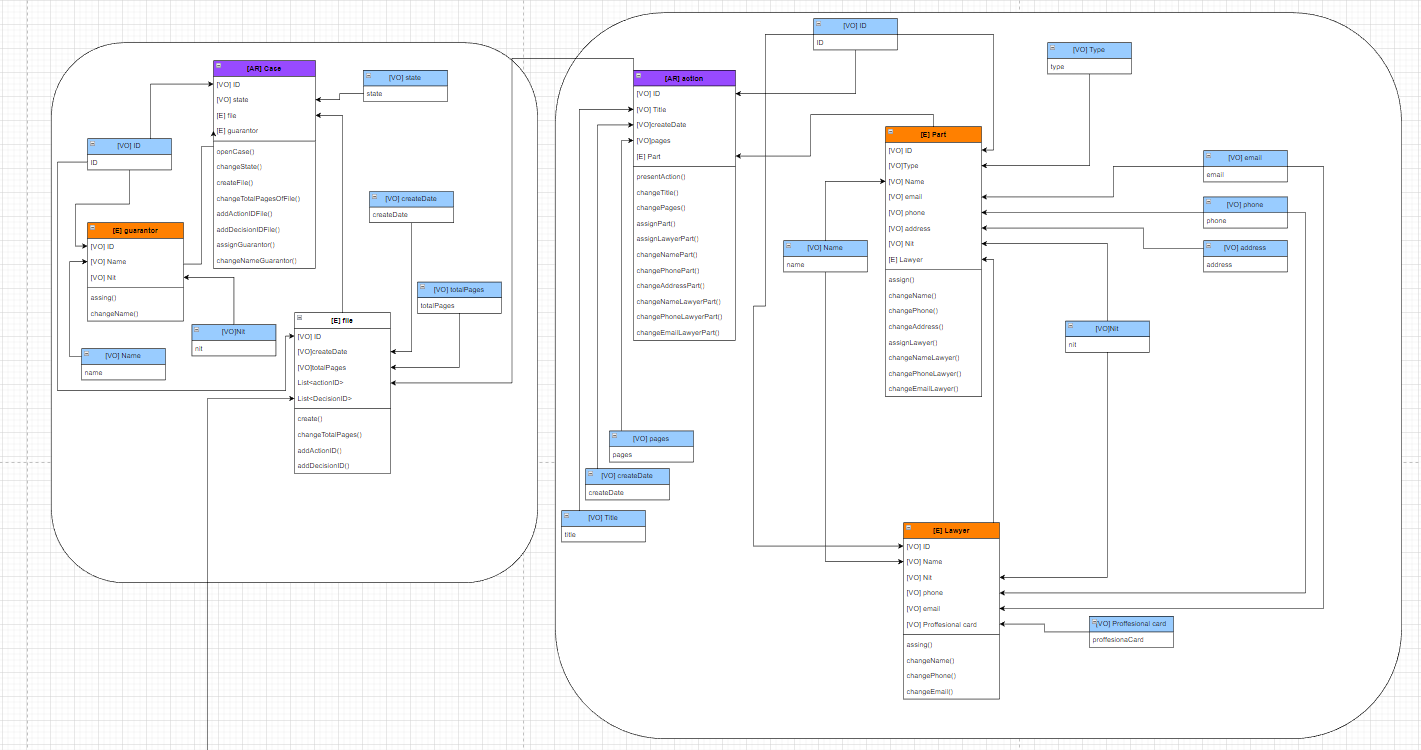 [AR] Case
[VO] ID
[VO] state
[E] file
[E] guarantor
openCase()
changeState()
createFile()
changeTotalPagesOfFile()
addActionIDFile()
addDecisionIDFile()
assignGuarantor()
changeNameGuarantor()
[VO] state
state
[VO] ID
ID
[E] guarantor
[VO] ID
[VO] Name
[VO] Nit
assing()
changeName()
[VO] createDate
createDate
[VO] totalPages
totalPages
[VO]Nit
nit
[VO] Name
name
[E] file
[VO] ID
[VO]createDate
[VO]totalPages
List<actionID>
List<DecisionID>
create()
changeTotalPages()
addActionID()
addDecisionID()
[VO] ID
ID
[VO] Type
type
[AR] action
[VO] ID
[VO] Title
[VO]createDate
[VO]pages
[E] Part
presentAction()
changeTitle()
changePages()
assignPart()
assignLawyerPart()
changeNamePart()
changePhonePart()
changeAddressPart()
changeNameLawyerPart()
changePhoneLawyerPart()
changeEmailLawyerPart()
[E] Part
[VO] ID
[VO]Type
[VO] Name
[VO] email
[VO] phone
[VO] address
[VO] Nit
[E] Lawyer
assign()
changeName()
changePhone()
changeAddress()
assignLawyer()
changeNameLawyer()
changePhoneLawyer()
changeEmailLawyer()
[VO] email
email
[VO] phone
phone
[VO] address
address
[VO] Name
name
[VO]Nit
nit
[VO] pages
pages
[VO] createDate
createDate
[VO] Title
title
[E] Lawyer
[VO] ID
[VO] Name
[VO] Nit
[VO] phone
[VO] email
[VO] Proffesional card
assing()
changeName()
changePhone()
changeEmail()
[VO] Proffesional card
proffesionaCard